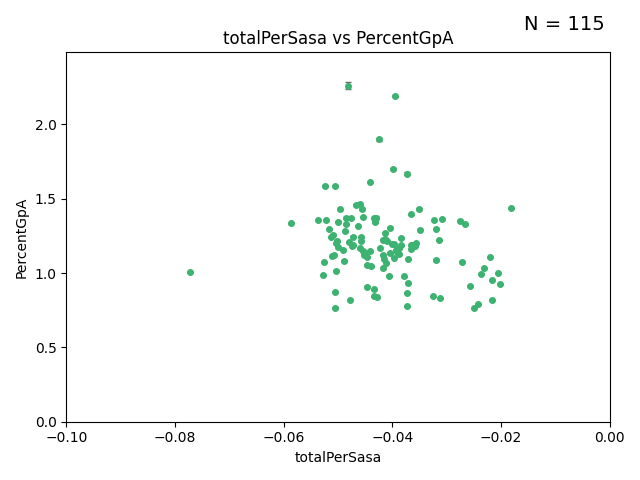 N = 115
totalPerSasa vs PercentGpA
PercentGpA
2.0
1.5
1.0
0.5
0.0
−0.10 −0.08 −0.06 −0.04 −0.02 0.00
totalPerSasa